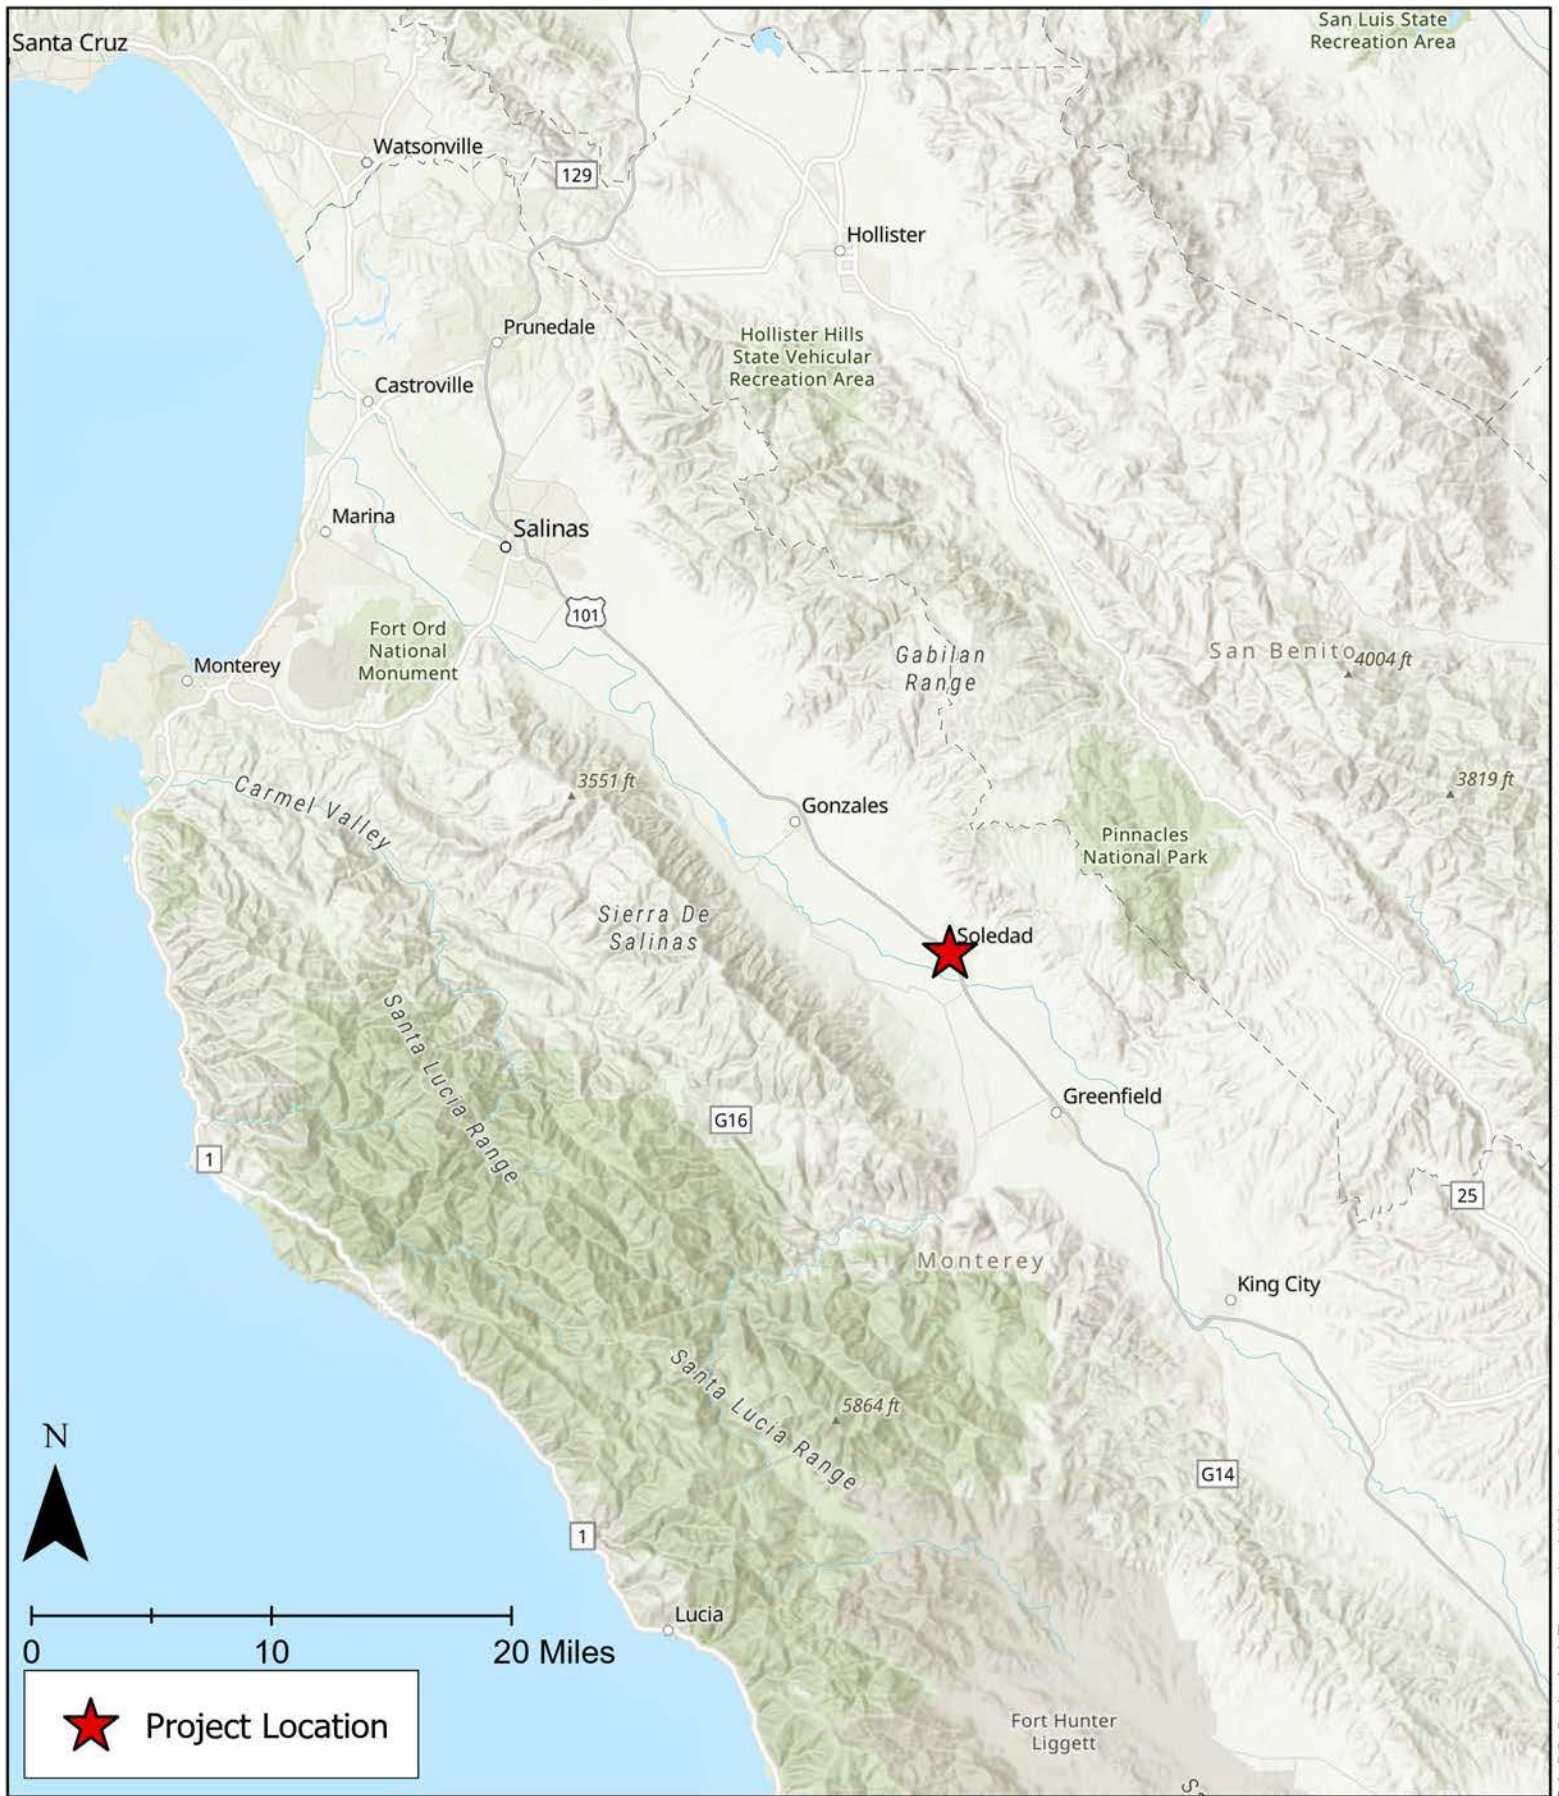 San Luis State
Recreation Area
Santa Cruz
Watsonville
129
Hollister
Prunedale
Hollister Hills
State Vehicular
Recreation Area
Castroville
Marina
Salinas
101
Fort Ord
National
Monument
Gabilan
Range
San Benito
4004 ft
Monterey
3551 ft
3819 ft
Carmel Valley
Gonzales
Pinnacles
National Park
Sierra De
Salinas
Soledad
Santa Lucia Range
Greenfield
G16
1
25
Monterey
King City
Santa Lucia Range
5864 ft
N
G14
1
Lucia
0 10 20 Miles
Project Location
Fort Hunter
Liggett